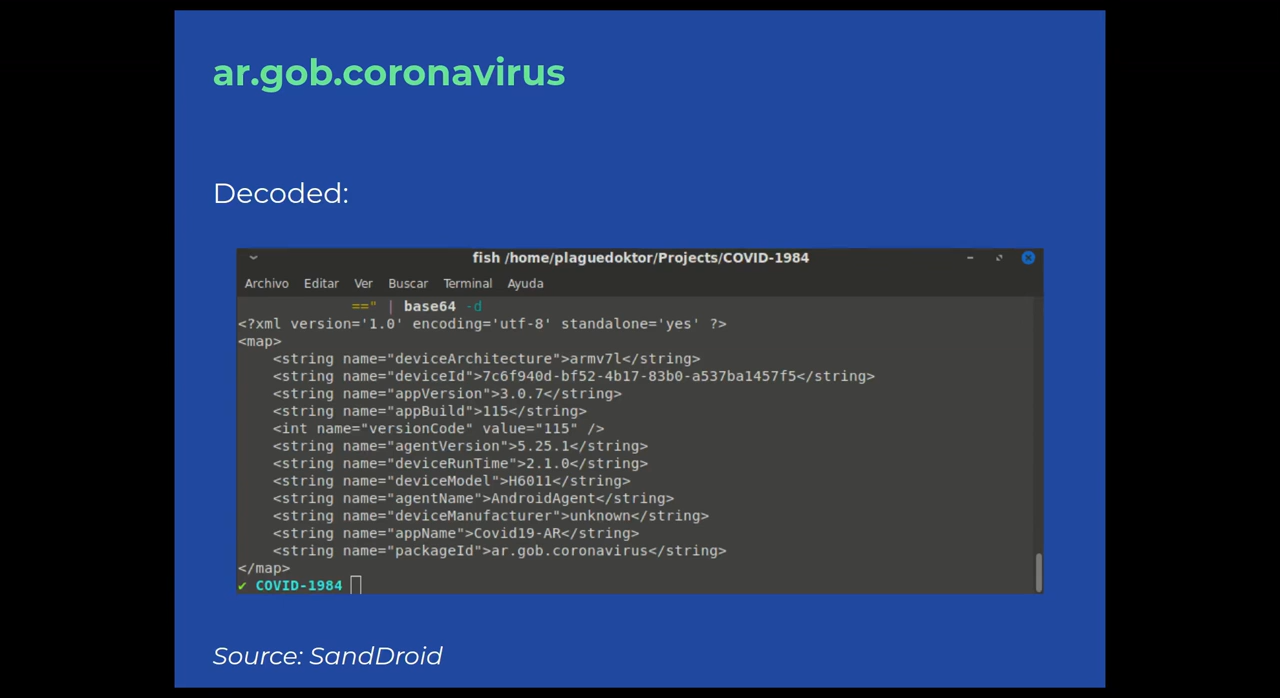 ar.gob.coronavirus
Decoded:
fish /home/plaguedoktor/Projects/COVID-1984
Archivo Editar Ver Buscar Terminal Ayuda
==" | base64 -d
<?xml version='1.0' encoding='utf-8' standalone='yes' ?>
<map>
    <string name="deviceArchitecture">armv7l</string>
    <string name="deviceId">7c6f940d-bf52-4b17-83b0-a537ba1457f5</string>
    <string name="appVersion">3.0.7</string>
    <string name="appBuild">115</string>
    <int name="versionCode" value="115" />
    <string name="agentVersion">5.25.1</string>
    <string name="deviceRunTime">2.1.0</string>
    <string name="deviceModel">H6011</string>
    <string name="agentName">AndroidAgent</string>
    <string name="deviceManufacturer">unknown</string>
    <string name="appName">Covid19-AR</string>
    <string name="packageId">ar.gob.coronavirus</string>
</map>
✔ COVID-1984
Source: SandDroid